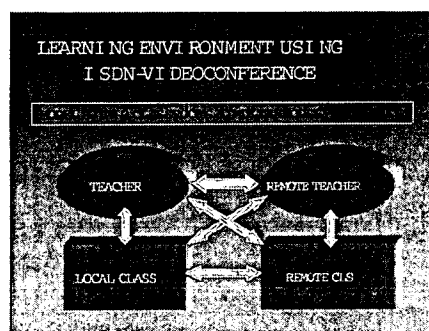 LEARNING ENVIRONMENT USING
ISDN-VIDEOCONFERENCE
TEACHER
REMOTE TEACHER
LOCAL CLASS
REMOTE CLS